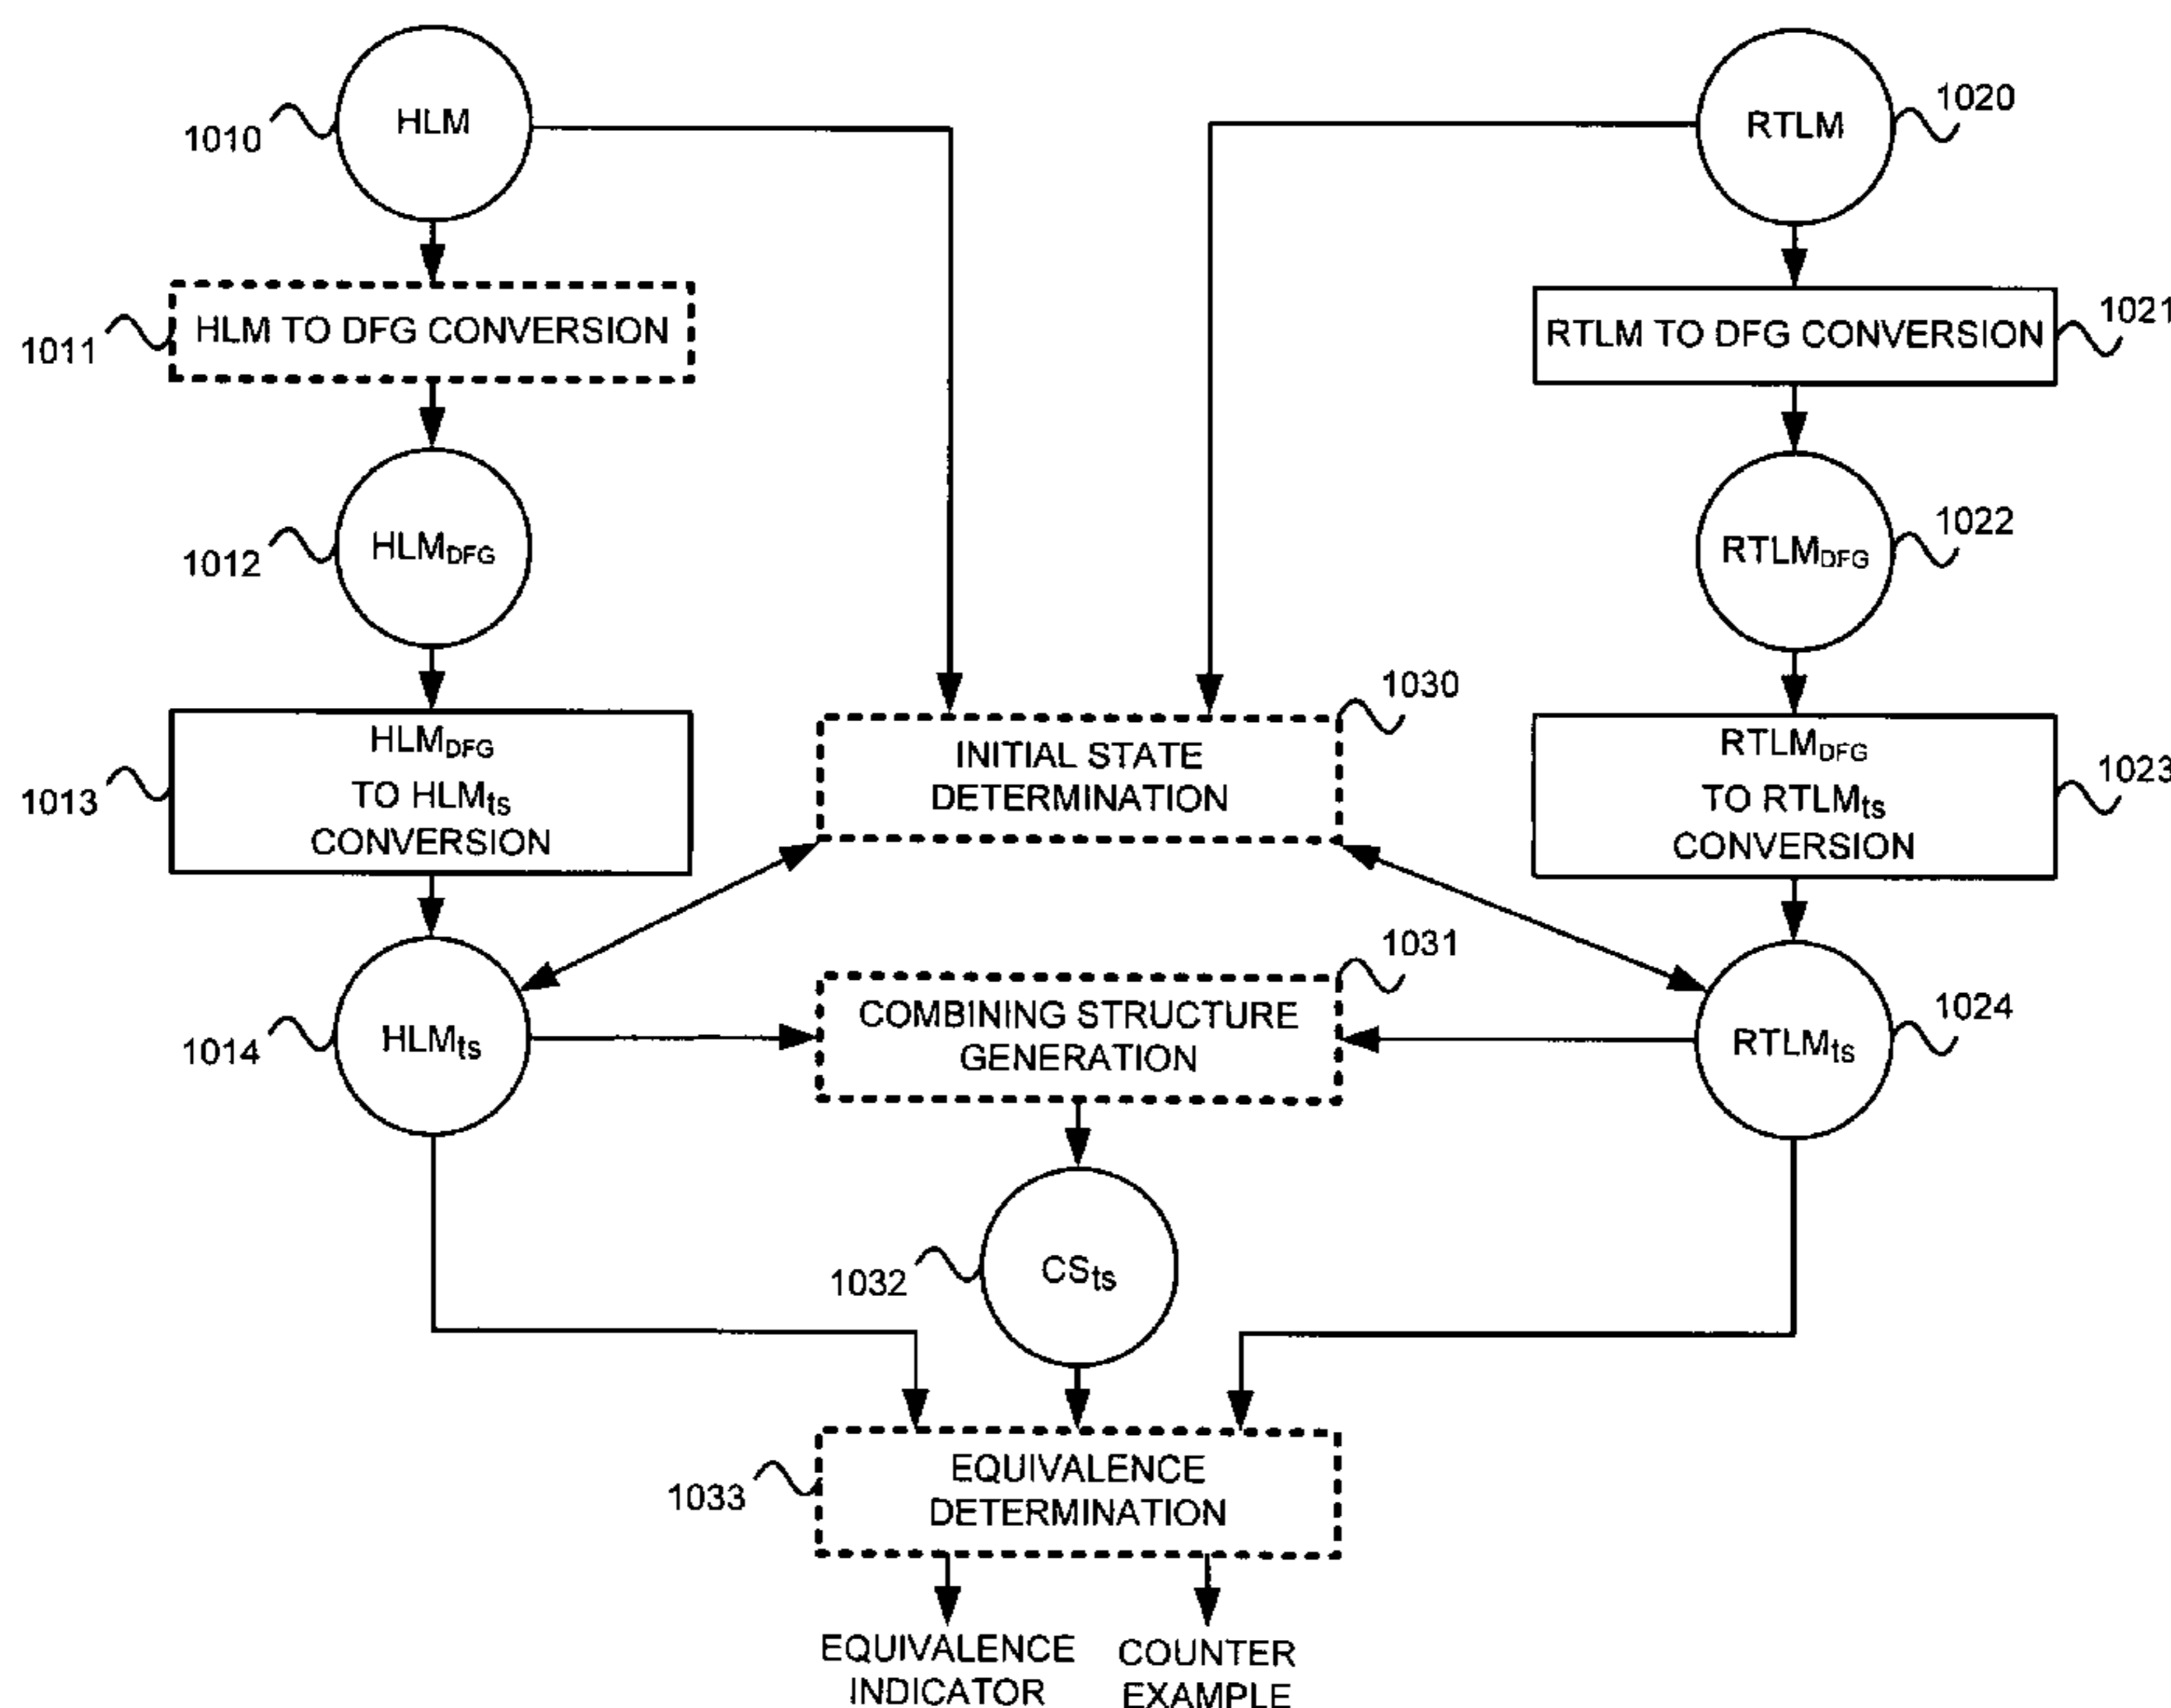 HLM
1010
RTLM
1020
HLM TO DFG CONVERSION
1011
RTLM TO DFG CONVERSION
1021
HLMDFG
1012
RTLMDFG
1022
HLMDFG
TO HLMts
CONVERSION
1013
INITIAL STATE
DETERMINATION
1030
RTLMDFG
TO RTLMts
CONVERSION
1023
HLMts
1014
COMBINING STRUCTURE
GENERATION
1031
RTLMts
1024
CSts
1032
EQUIVALENCE
DETERMINATION
1033
EQUIVALENCE
INDICATOR
COUNTER
EXAMPLE